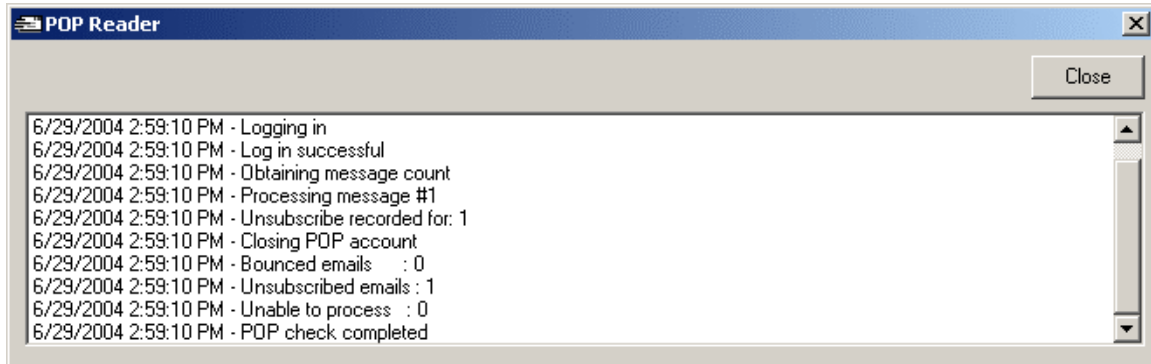 POP Reader
Close
6/29/2004 2:59:10 PM - Logging in
6/29/2004 2:59:10 PM - Log in successful
6/29/2004 2:59:10 PM - Obtaining message count
6/29/2004 2:59:10 PM - Processing message #1
6/29/2004 2:59:10 PM - Unsubscribe recorded for: 1
6/29/2004 2:59:10 PM - Closing POP account
6/29/2004 2:59:10 PM - Bounced emails     : 0
6/29/2004 2:59:10 PM - Unsubscribed emails : 1
6/29/2004 2:59:10 PM - Unable to process   : 0
6/29/2004 2:59:10 PM - POP check completed